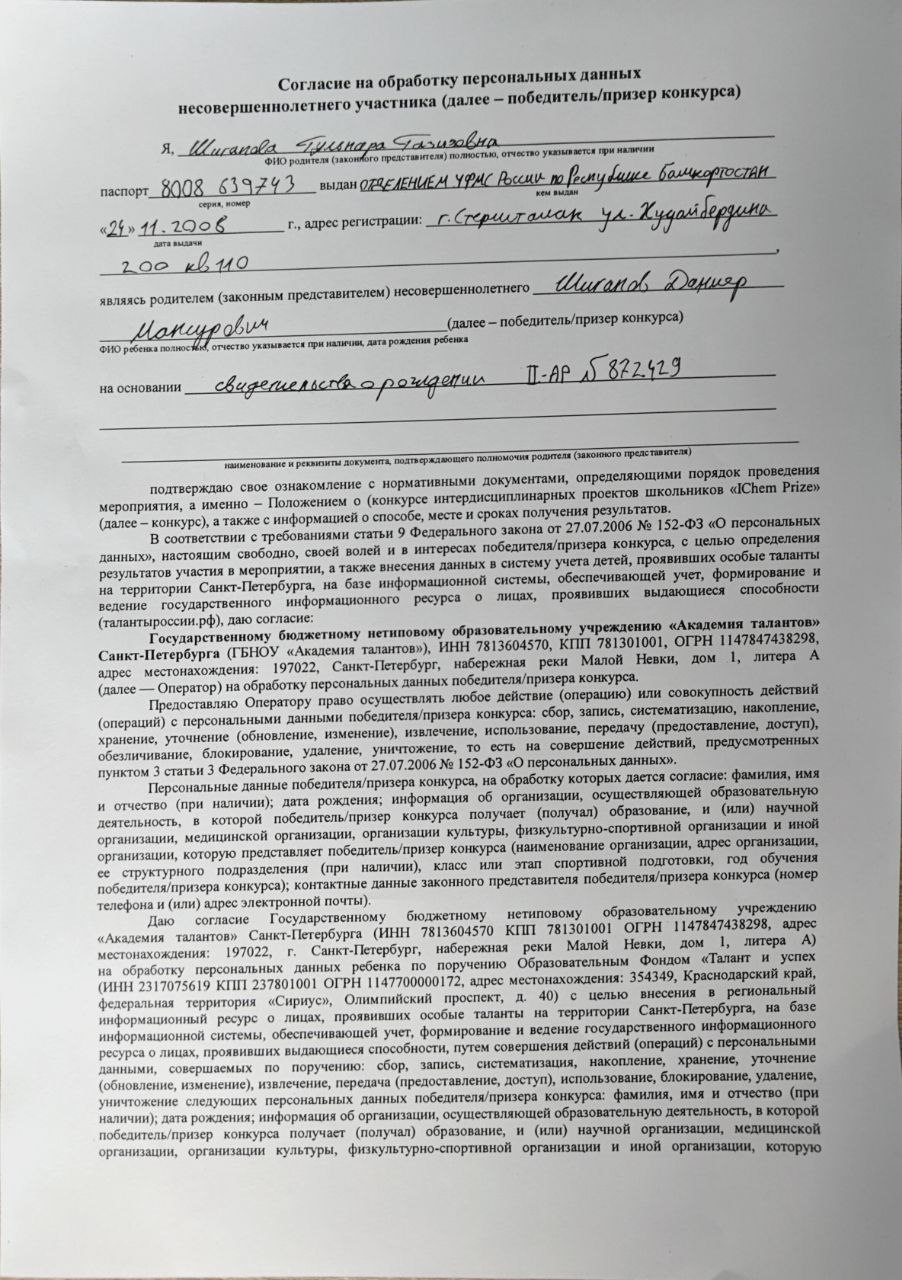 Согласие на обработку персональных данных
несовершеннолетнего участника (далее – победитель/призер конкурса)
Я, Шигапова Гульнара Газизовна
ФИО родителя (законного представителя) полностью, отчество указывается при наличии
паспорт 8008 639743 выдан ОТДЕЛЕНИЕМ УФМС России по Республике Башкортостан
серия, номер кем выдан
«24» 11.2008 г., адрес регистрации: г. Стерлитамак ул. Худайбердина
дата выдачи
200 кв 110 ,
являясь родителем (законным представителем) несовершеннолетнего Шигапов Данияр
Мансурович (далее – победитель/призер конкурса)
ФИО ребенка полностью, отчество указывается при наличии, дата рождения ребенка
на основании свидетельства о рождении II-АР № 872429
наименование и реквизиты документа, подтверждающего полномочия родителя (законного представителя)
подтверждаю свое ознакомление с нормативными документами, определяющими порядок проведения
мероприятия, а именно – Положением о (конкурсе интердисциплинарных проектов школьников «IChem Prize»
(далее – конкурс), а также с информацией о способе, месте и сроках получения результатов.
В соответствии с требованиями статьи 9 Федерального закона от 27.07.2006 № 152-ФЗ «О персональных
данных», настоящим свободно, своей волей и в интересах победителя/призера конкурса, с целью определения
результатов участия в мероприятии, а также внесения данных в систему учета детей, проявивших особые таланты
на территории Санкт-Петербурга, на базе информационной системы, обеспечивающей учет, формирование и
ведение государственного информационного ресурса о лицах, проявивших выдающиеся способности
(талантыроссии.рф), даю согласие:
Государственному бюджетному нетиповому образовательному учреждению «Академия талантов»
Санкт-Петербурга (ГБНОУ «Академия талантов»), ИНН 7813604570, КПП 781301001, ОГРН 1147847438298,
адрес местонахождения: 197022, Санкт-Петербург, набережная реки Малой Невки, дом 1, литера А
(далее — Оператор) на обработку персональных данных победителя/призера конкурса.
Предоставляю Оператору право осуществлять любое действие (операцию) или совокупность действий
(операций) с персональными данными победителя/призера конкурса: сбор, запись, систематизацию, накопление,
хранение, уточнение (обновление, изменение), извлечение, использование, передачу (предоставление, доступ),
обезличивание, блокирование, удаление, уничтожение, то есть на совершение действий, предусмотренных
пунктом 3 статьи 3 Федерального закона от 27.07.2006 № 152-ФЗ «О персональных данных».
Персональные данные победителя/призера конкурса, на обработку которых дается согласие: фамилия, имя
и отчество (при наличии); дата рождения; информация об организации, осуществляющей образовательную
деятельность, в которой победитель/призер конкурса получает (получал) образование, и (или) научной
организации, медицинской организации, организации культуры, физкультурно-спортивной организации и иной
организации, которую представляет победитель/призер конкурса (наименование организации, адрес организации,
ее структурного подразделения (при наличии), класс или этап спортивной подготовки, год обучения
победителя/призера конкурса); контактные данные законного представителя победителя/призера конкурса (номер
телефона и (или) адрес электронной почты).
Даю согласие Государственному бюджетному нетиповому образовательному учреждению
«Академия талантов» Санкт-Петербурга (ИНН 7813604570 КПП 781301001 ОГРН 1147847438298, адрес
местонахождения: 197022, г. Санкт-Петербург, набережная реки Малой Невки, дом 1, литера А)
на обработку персональных данных ребенка по поручению Образовательным Фондом «Талант и успех
(ИНН 2317075619 КПП 237801001 ОГРН 1147700000172, адрес местонахождения: 354349, Краснодарский край,
федеральная территория «Сириус», Олимпийский проспект, д. 40) с целью внесения в региональный
информационный ресурс о лицах, проявивших особые таланты на территории Санкт-Петербурга, на базе
информационной системы, обеспечивающей учет, формирование и ведение государственного информационного
ресурса о лицах, проявивших выдающиеся способности, путем совершения действий (операций) с персональными
данными, совершаемых по поручению: сбор, запись, систематизация, накопление, хранение, уточнение
(обновление, изменение), извлечение, передача (предоставление, доступ), использование, блокирование, удаление,
уничтожение следующих персональных данных победителя/призера конкурса: фамилия, имя и отчество (при
наличии); дата рождения; информация об организации, осуществляющей образовательную деятельность, в которой
победитель/призер конкурса получает (получал) образование, и (или) научной организации, медицинской
организации, организации культуры, физкультурно-спортивной организации и иной организации, которую